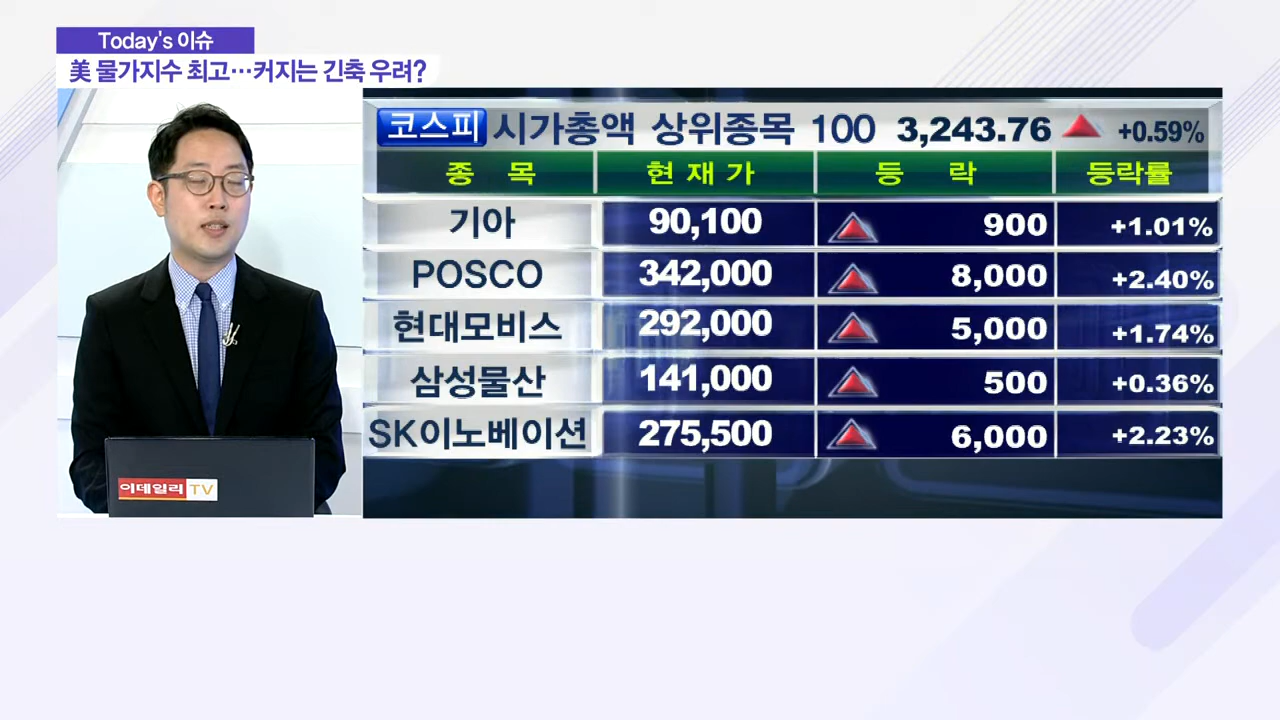 Today's 이슈
美 물가지수 최고…커지는 긴축 우려?
코스피 시가총액 상위종목 100 3,243.76 ▲ +0.59%
종 목 현 재 가 등 락 등락률
기아 90,100 ▲ 900 +1.01%
POSCO 342,000 ▲ 8,000 +2.40%
현대모비스 292,000 ▲ 5,000 +1.74%
삼성물산 141,000 ▲ 500 +0.36%
SK이노베이션 275,500 ▲ 6,000 +2.23%
이데일리 TV